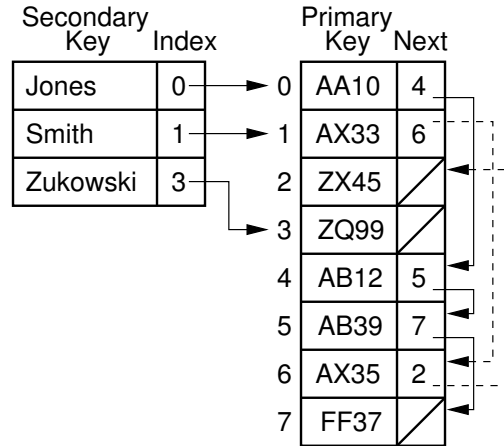 Secondary Primary
Key Index Key Next
Jones 0 0 AA10 4
Smith 1 1 AX33 6
Zukowski 3 2 ZX45
3 ZQ99
4 AB12 5
5 AB39 7
6 AX35 2
7 FF37